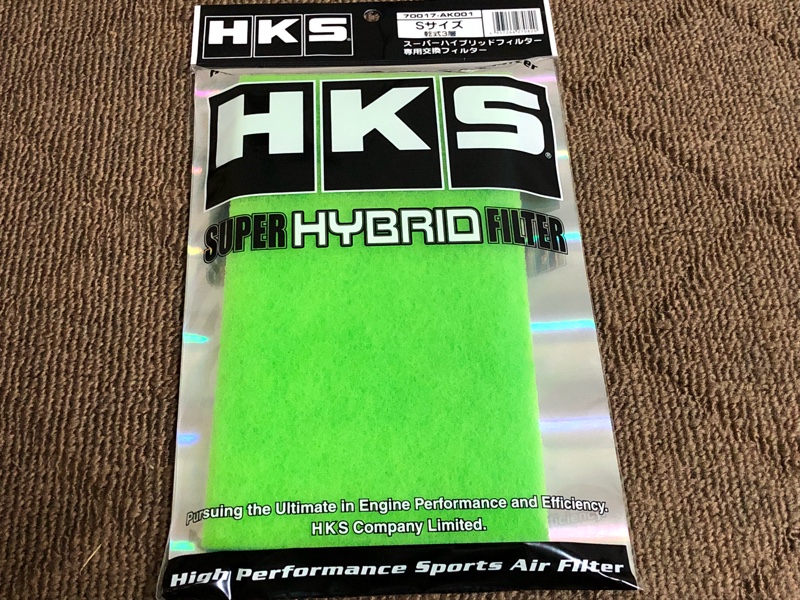 HKS®
70017-AK001
Sサイズ
乾式3層
スーパーハイブリッドフィルター
専用交換フィルター
HKS®
SUPER HYBRID FILTER
Pursuing the Ultimate in Engine Performance and Efficiency.
HKS Company Limited.
High Performance Sports Air Filter